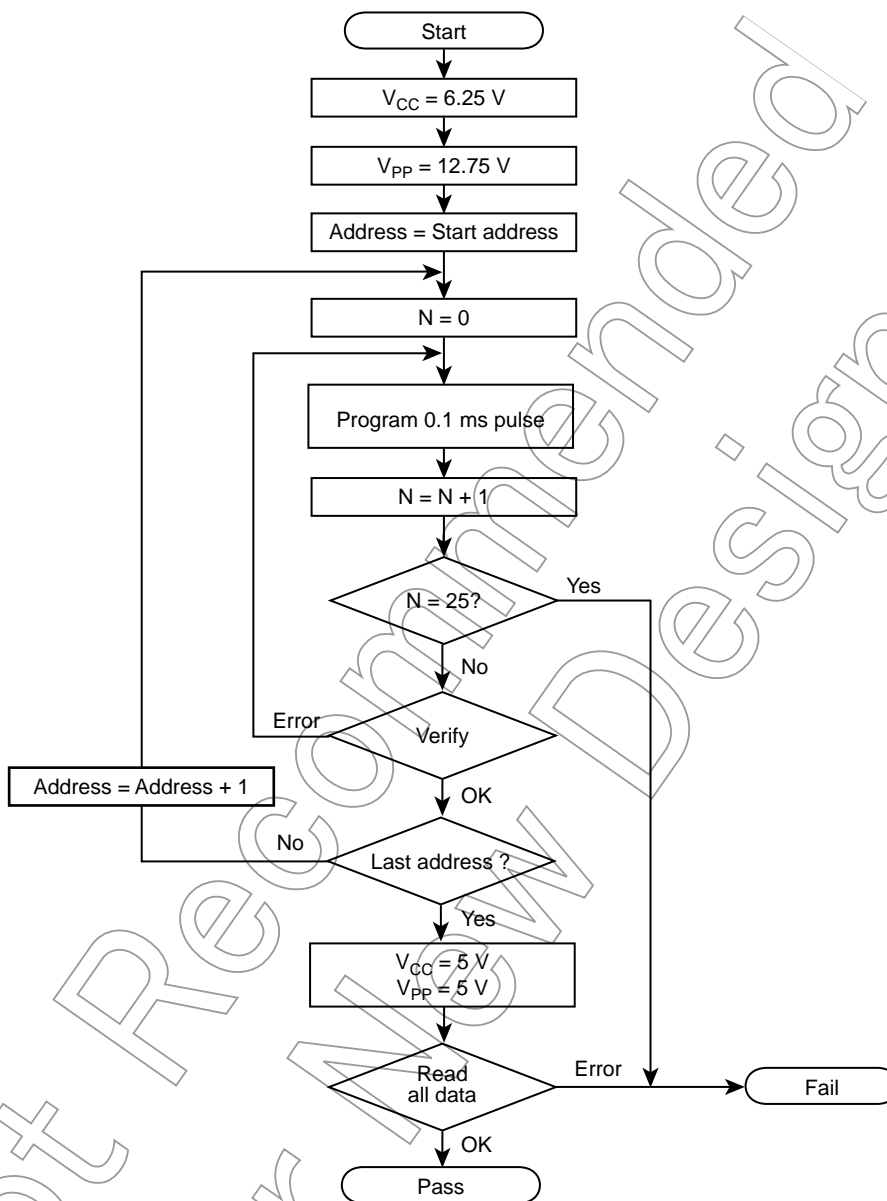 Start
V_CC = 6.25 V
V_PP = 12.75 V
Address = Start address
N = 0
Program 0.1 ms pulse
N = N + 1
N = 25?
Yes
No
Error
Verify
Address = Address + 1
OK
No
Last address ?
Yes
V_CC = 5 V
V_PP = 5 V
Read
all data
Error
Fail
OK
Pass
Not Recommended
for New Design